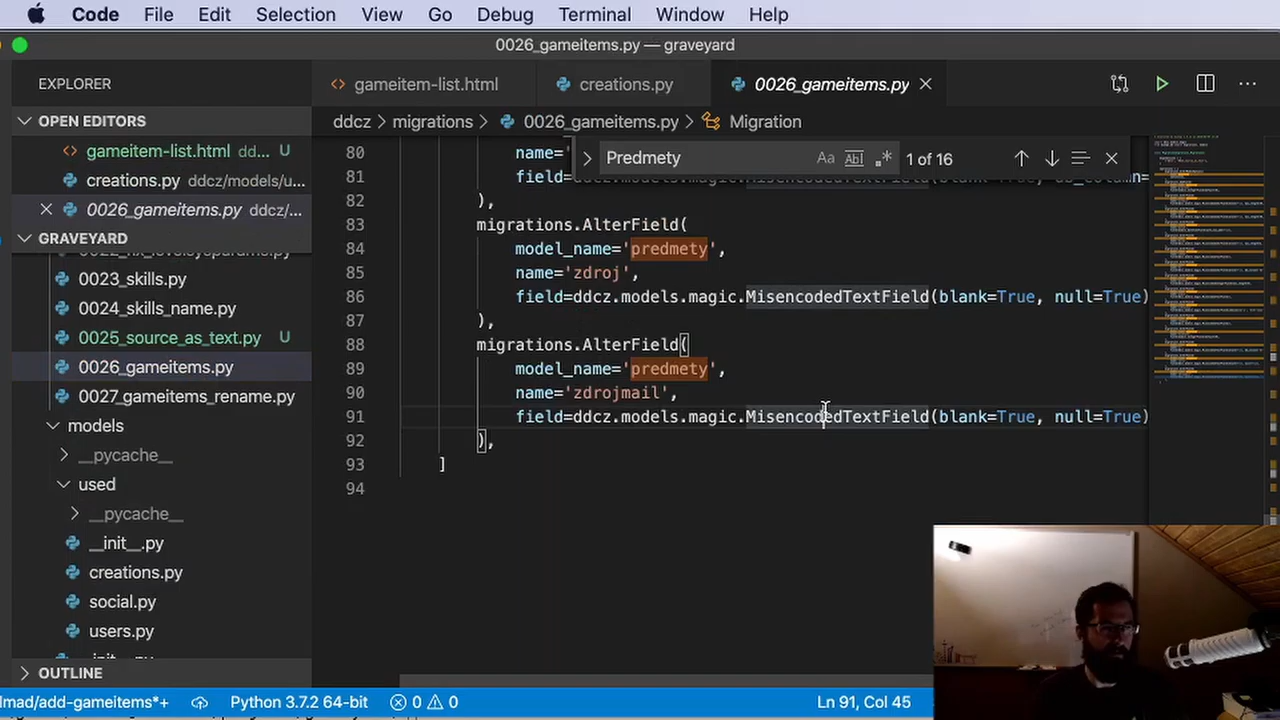 Code File Edit Selection View Go Debug Terminal Window Help
0026_gameitems.py — graveyard
EXPLORER
gameitem-list.html creations.py 0026_gameitems.py
OPEN EDITORS
ddcz migrations 0026_gameitems.py Migration
gameitem-list.html dd... U
creations.py ddcz/models/u...
0026_gameitems.py ddcz/...
GRAVEYARD
0023_skills.py
0024_skills_name.py
0025_source_as_text.py U
0026_gameitems.py
0027_gameitems_rename.py
models
__pycache__
used
__pycache__
__init__.py
creations.py
social.py
users.py
OUTLINE
Predmety Aa Abl .* 1 of 16
80 name='
81
82
83 migrations.AlterField(
84 model_name='predmety',
85 name='zdroj',
86 field=ddcz.models.magic.MisencodedTextField(blank=True, null=True)
87 ),
88 migrations.AlterField(
89 model_name='predmety',
90 name='zdrojmail',
91 field=ddcz.models.magic.MisencodedTextField(blank=True, null=True)
92 ),
93 ]
94
lmad/add-gameitems*+ Python 3.7.2 64-bit 0 0 Ln 91, Col 45